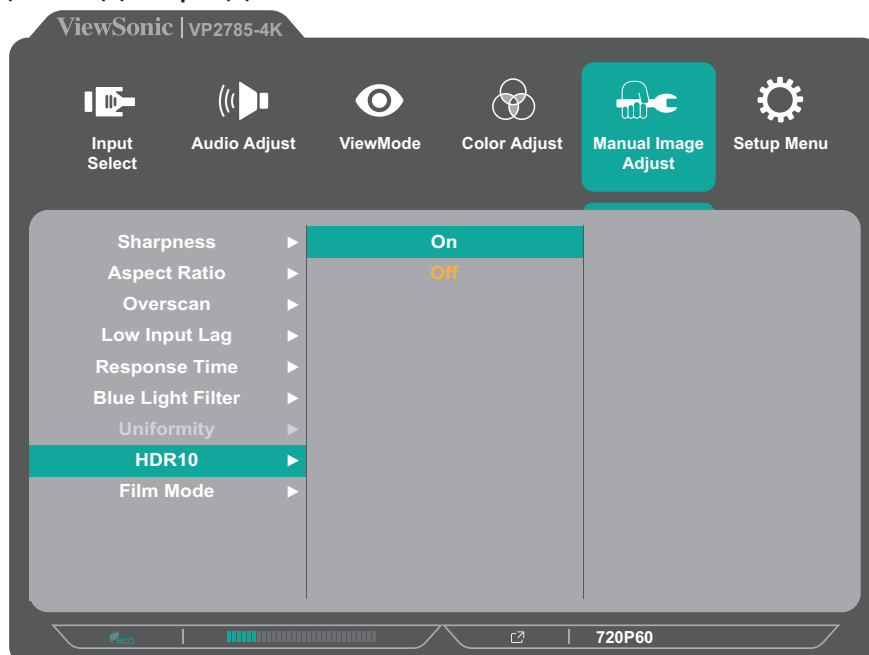 ViewSonic | VP2785-4K
Input Select
Audio Adjust
ViewMode
Color Adjust
Manual Image Adjust
Setup Menu
Sharpness
On
Aspect Ratio
Off
Overscan
Low Input Lag
Response Time
Blue Light Filter
Uniformity
HDR10
Film Mode
eco
720P60